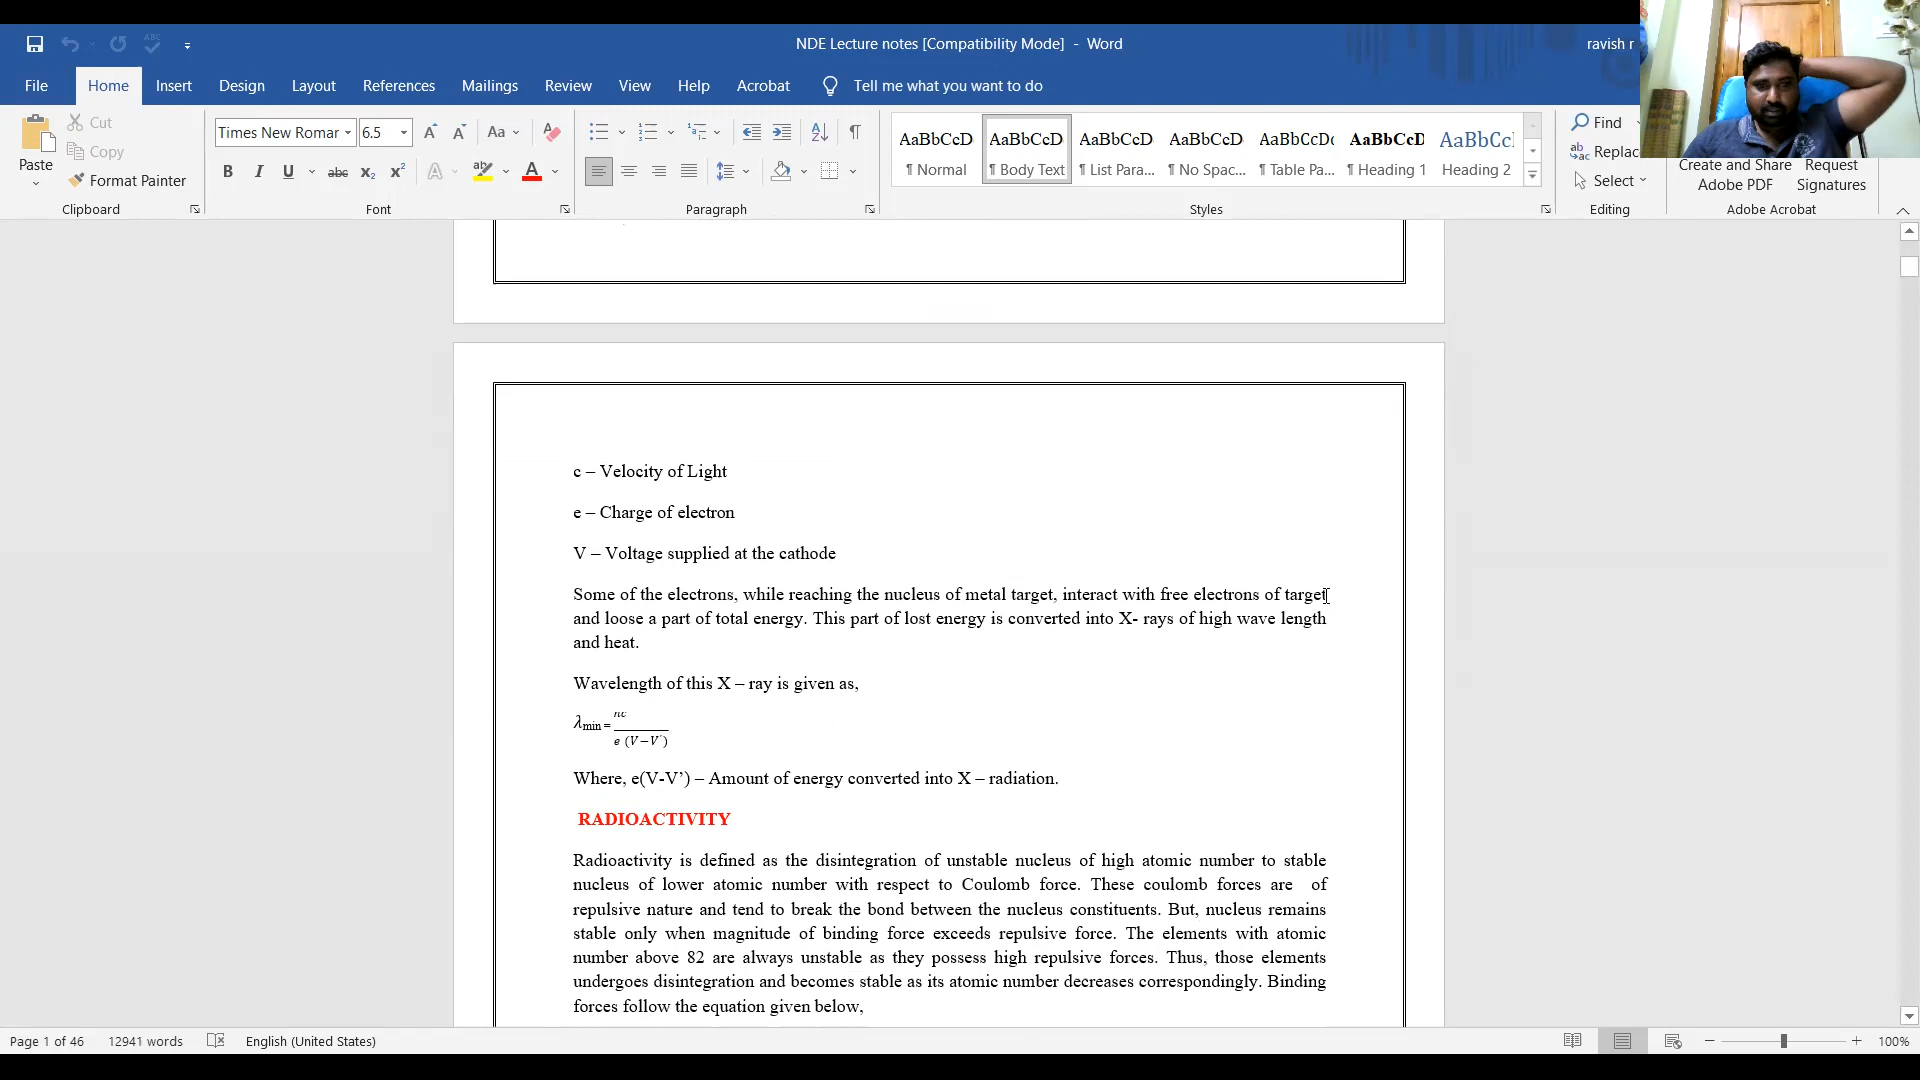 NDE Lecture notes [Compatibility Mode] - Word
ravish r
File Home Insert Design Layout References Mailings Review View Help Acrobat Tell me what you want to do
Paste
Cut
Copy
Format Painter
Clipboard
Times New Roman 6.5
Font
Paragraph
AaBbCcD AaBbCcD AaBbCcD AaBbCcD AaBbCcDc AaBbCcD AaBbCcI
¶ Normal ¶ Body Text ¶ List Para... ¶ No Spac... ¶ Table Pa... ¶ Heading 1 Heading 2
Styles
Find
Replac
Select
Editing
Create and Share
Adobe PDF
Request
Signatures
Adobe Acrobat
c – Velocity of Light
e – Charge of electron
V – Voltage supplied at the cathode
Some of the electrons, while reaching the nucleus of metal target, interact with free electrons of target
and loose a part of total energy. This part of lost energy is converted into X- rays of high wave length
and heat.
Wavelength of this X – ray is given as,
λmin = hc
e (V−V′)
Where, e(V-V’) – Amount of energy converted into X – radiation.
RADIOACTIVITY
Radioactivity is defined as the disintegration of unstable nucleus of high atomic number to stable
nucleus of lower atomic number with respect to Coulomb force. These coulomb forces are of
repulsive nature and tend to break the bond between the nucleus constituents. But, nucleus remains
stable only when magnitude of binding force exceeds repulsive force. The elements with atomic
number above 82 are always unstable as they possess high repulsive forces. Thus, those elements
undergoes disintegration and becomes stable as its atomic number decreases correspondingly. Binding
forces follow the equation given below,
Page 1 of 46 12941 words English (United States) 100%